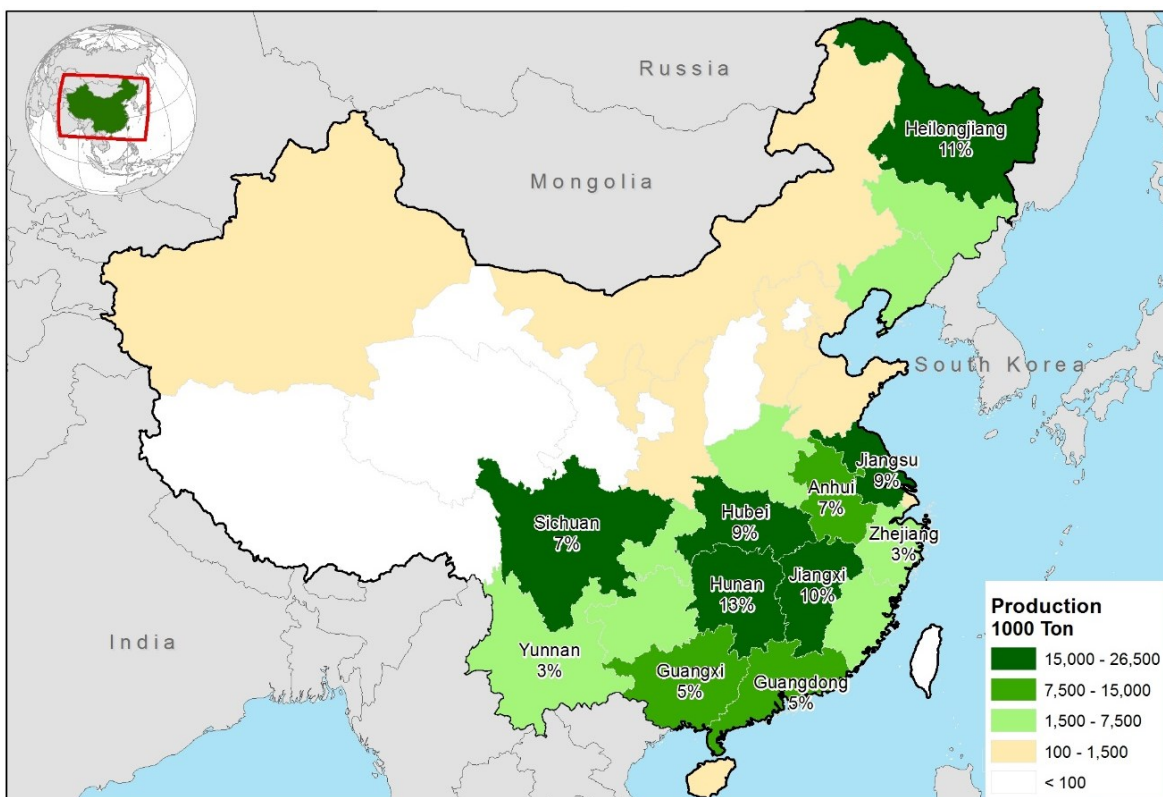 Russia
Heilongjiang
11%
Mongolia
South Korea
Jiangsu
9%
Anhui
7%
Hubei
9%
Sichuan
7%
Zhejiang
3%
Jiangxi
10%
Hunan
13%
India
Yunnan
3%
Guangxi
5%
Guangdong
5%
Production
1000 Ton
15,000 - 26,500
7,500 - 15,000
1,500 - 7,500
100 - 1,500
< 100